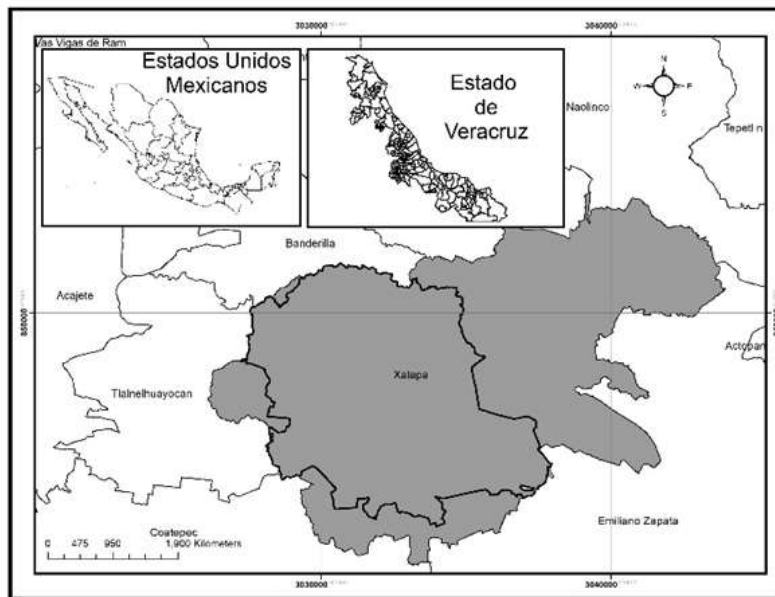 3030000
3040000
Vas Vigas de Ram
Estados Unidos
Mexicanos
Estado
de
Veracruz
Naolinco
N
W
E
S
Tepetl n
Banderilla
Acajete
Actopan
Tlalnelhuayocan
Xalapa
Emiliano Zapata
Coatepec
0 475 950 1,900 Kilometers
3030000
3040000